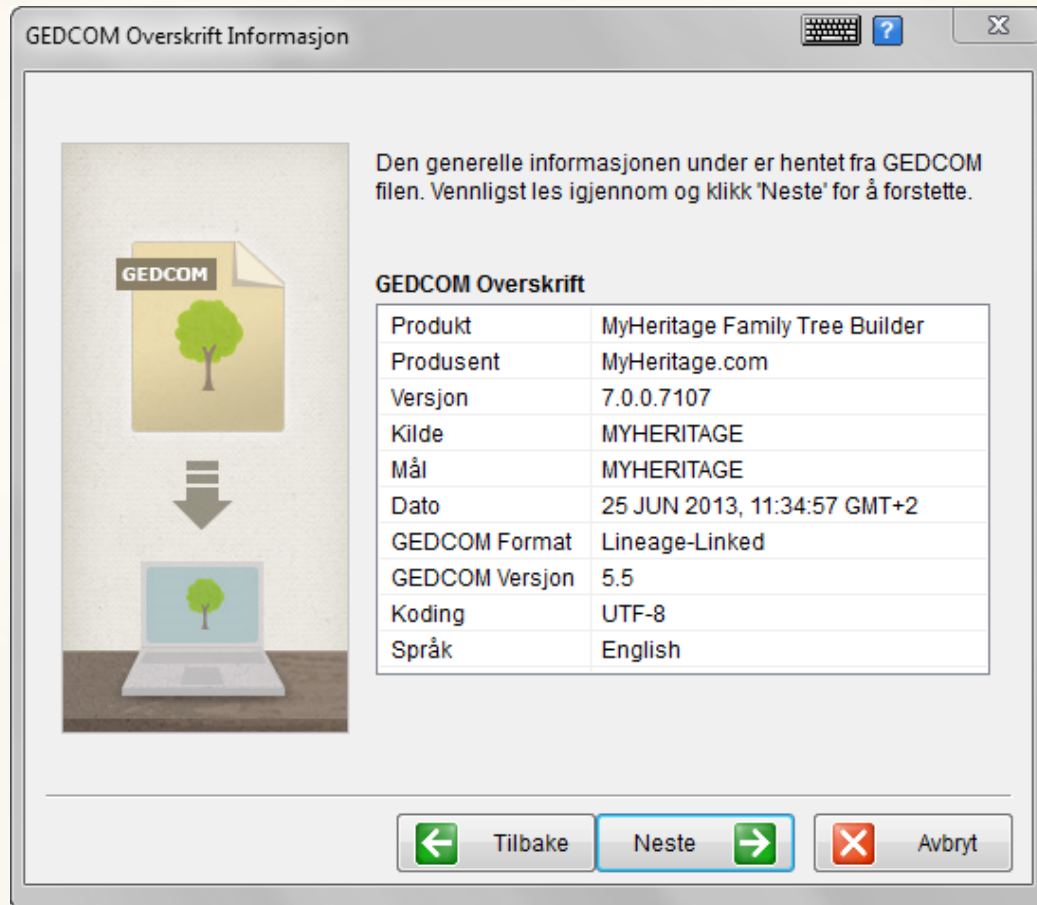 GEDCOM Overskrift Informasjon
?
Den generelle informasjonen under er hentet fra GEDCOM
filen. Vennligst les igjennom og klikk 'Neste' for å forstette.
GEDCOM
GEDCOM Overskrift
Produkt MyHeritage Family Tree Builder
Produsent MyHeritage.com
Versjon 7.0.0.7107
Kilde MYHERITAGE
Mål MYHERITAGE
Dato 25 JUN 2013, 11:34:57 GMT+2
GEDCOM Format Lineage-Linked
GEDCOM Versjon 5.5
Koding UTF-8
Språk English
Tilbake Neste Avbryt